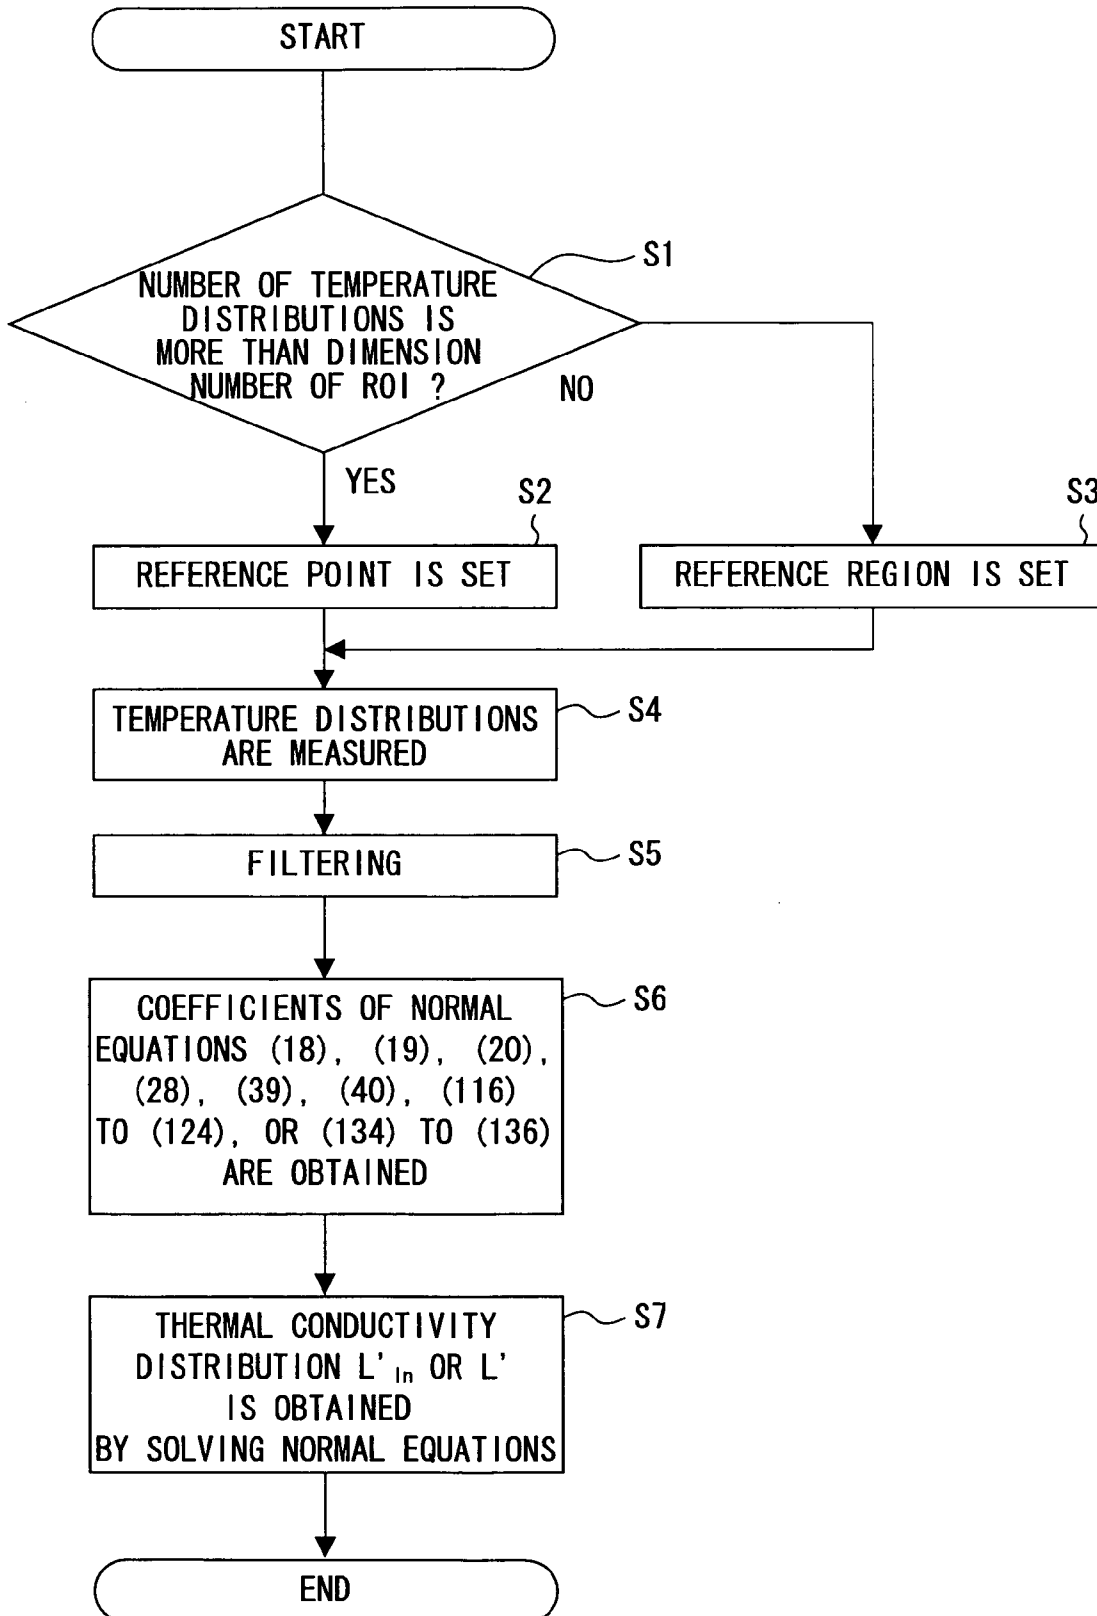 START
S1
NUMBER OF TEMPERATURE
DISTRIBUTIONS IS
MORE THAN DIMENSION
NUMBER OF ROI ?
NO
YES
S2
S3
REFERENCE POINT IS SET
REFERENCE REGION IS SET
TEMPERATURE DISTRIBUTIONS
ARE MEASURED
S4
FILTERING
S5
COEFFICIENTS OF NORMAL
EQUATIONS (18), (19), (20),
(28), (39), (40), (116)
TO (124), OR (134) TO (136)
ARE OBTAINED
S6
THERMAL CONDUCTIVITY
DISTRIBUTION L' ln OR L'
IS OBTAINED
BY SOLVING NORMAL EQUATIONS
S7
END